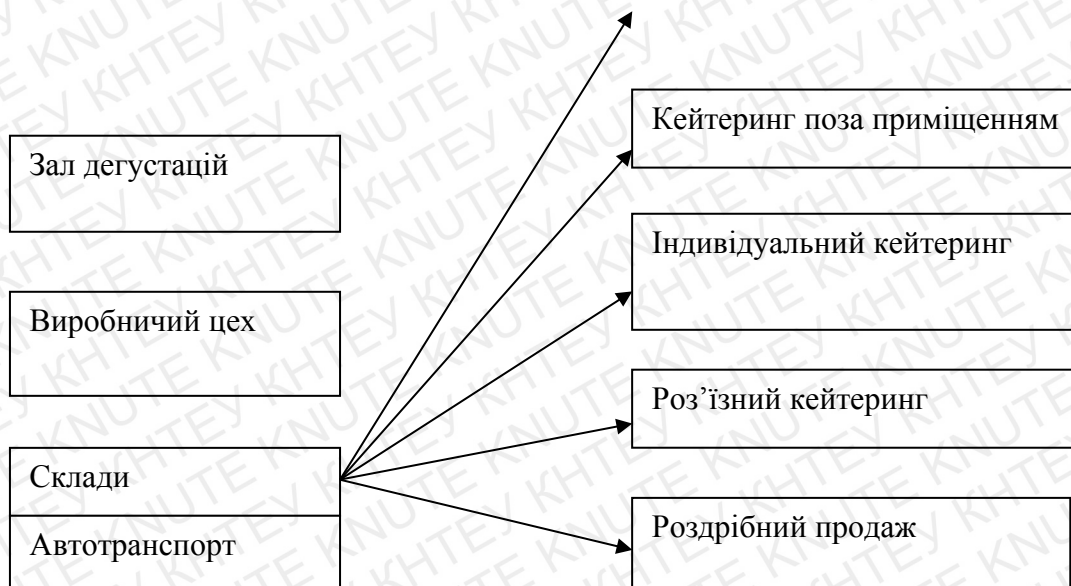 Зал дегустацій
Виробничий цех
Склади
Автотранспорт
Кейтеринг поза приміщенням
Індивідуальний кейтеринг
Роз’їзний кейтеринг
Роздрібний продаж